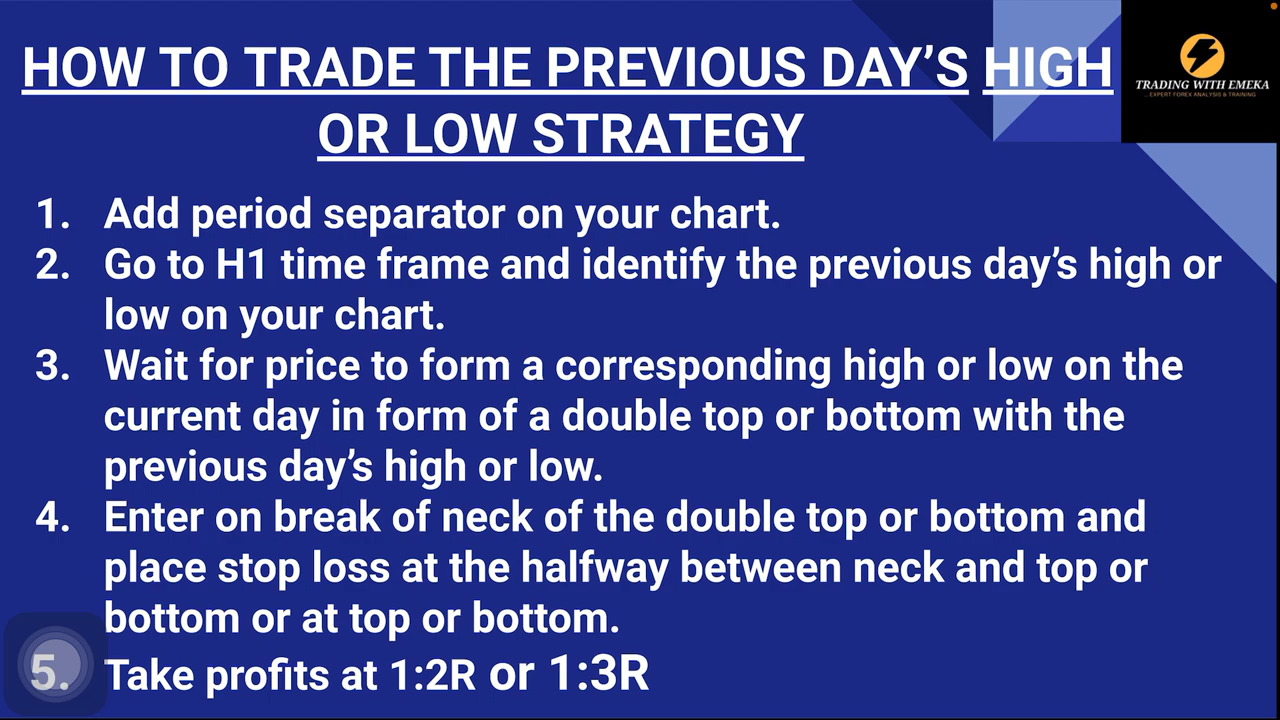 HOW TO TRADE THE PREVIOUS DAY’S HIGH
OR LOW STRATEGY
TRADING WITH EMEKA
..EXPERT FOREX ANALYSIS & TRAINING
1. Add period separator on your chart.
2. Go to H1 time frame and identify the previous day’s high or
low on your chart.
3. Wait for price to form a corresponding high or low on the
current day in form of a double top or bottom with the
previous day’s high or low.
4. Enter on break of neck of the double top or bottom and
place stop loss at the halfway between neck and top or
bottom or at top or bottom.
5. Take profits at 1:2R or 1:3R